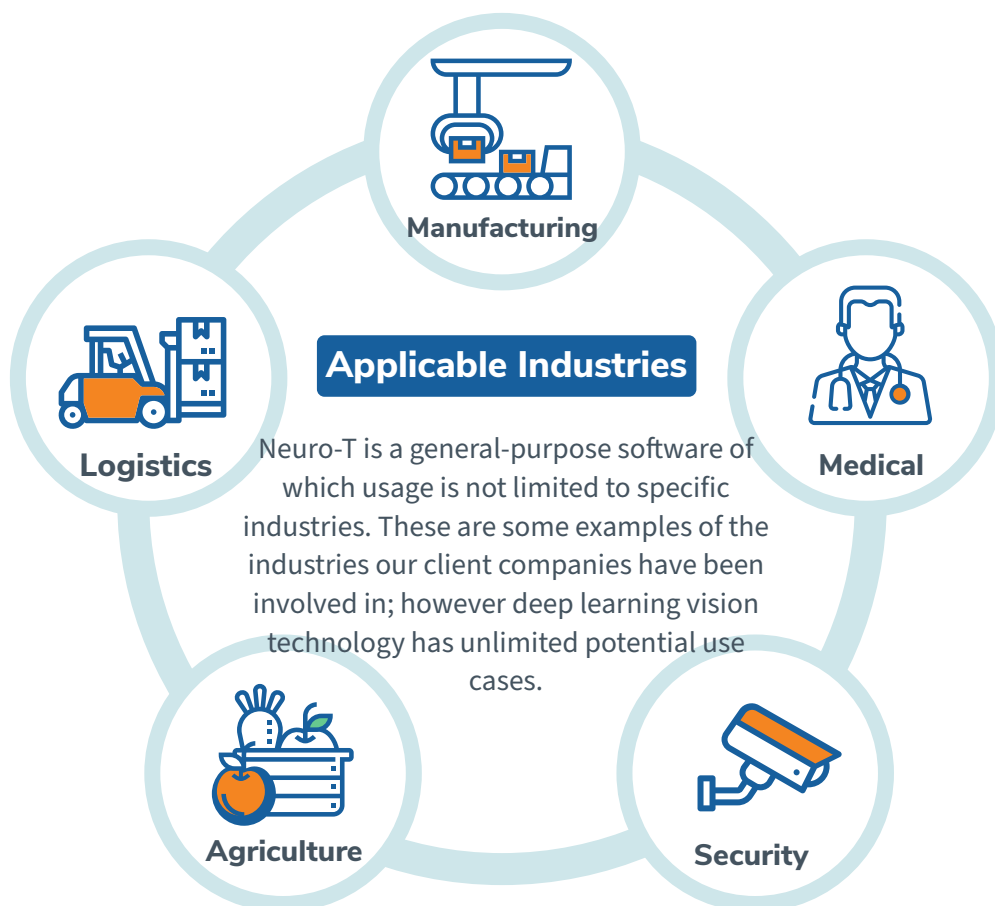 Manufacturing
Applicable Industries
Logistics
Medical
Neuro-T is a general-purpose software of
which usage is not limited to specific
industries. These are some examples of the
industries our client companies have been
involved in; however deep learning vision
technology has unlimited potential use
cases.
Agriculture
Security